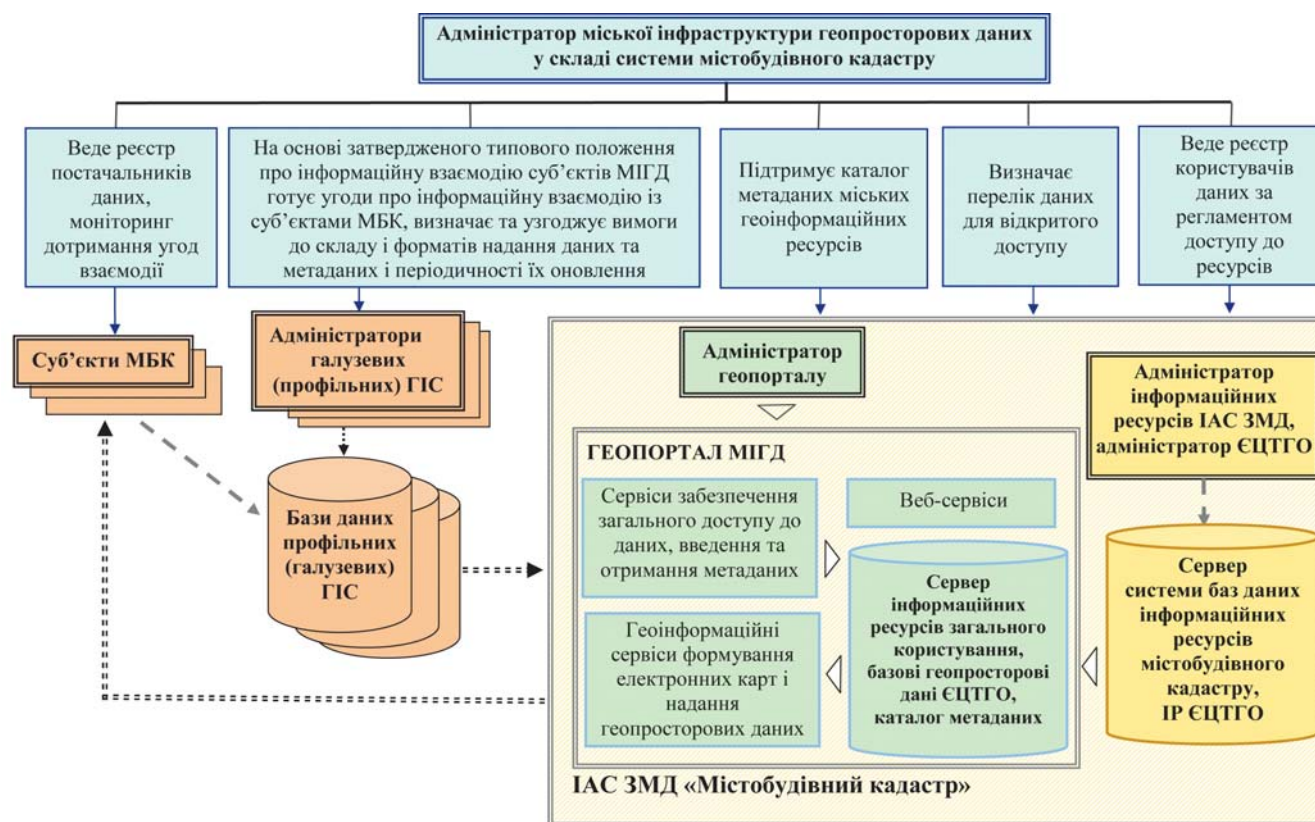 Адміністратор міської інфраструктури геопросторових даних
у складі системи містобудівного кадастру
Веде реєстр
постачальників
даних,
моніторинг
дотримання угод
взаємодії
На основі затвердженого типового положення
про інформаційну взаємодію суб’єктів МІГД
готує угоди про інформаційну взаємодію із
суб’єктами МБК, визначає та узгоджує вимоги
до складу і форматів надання даних та
метаданих і періодичності їх оновлення
Підтримує каталог
метаданих міських
геоінформаційних
ресурсів
Визначає
перелік даних
для відкритого
доступу
Веде реєстр
користувачів
даних за
регламентом
доступу до
ресурсів
Суб’єкти МБК
Адміністратори
галузевих
(профільних) ГІС
Адміністратор
геопорталу
Адміністратор
інформаційних
ресурсів ІАС ЗМД,
адміністратор ЄЦТГО
Бази даних
профільних
(галузевих)
ГІС
ГЕОПОРТАЛ МІГД
Сервіси забезпечення
загального доступу до
даних, введення та
отримання метаданих
Веб-сервіси
Геоінформаційні
сервіси формування
електронних карт і
надання
геопросторових даних
Сервер
інформаційних
ресурсів загального
користування,
базові геопросторові
дані ЄЦТГО,
каталог метаданих
Сервер
системи баз даних
інформаційних
ресурсів
містобудівного
кадастру,
ІР ЄЦТГО
ІАС ЗМД «Містобудівний кадастр»